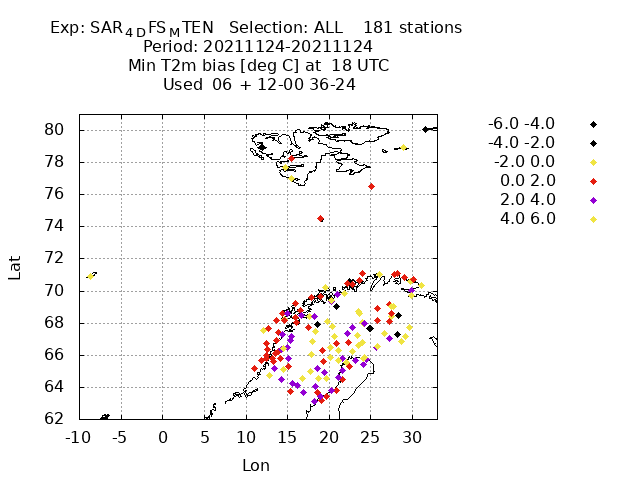 Exp: SAR4DFSMTEN   Selection: ALL    181 stations
Period: 20211124-20211124
Min T2m bias [deg C] at  18 UTC
Used  06 + 12-00 36-24
-6.0 -4.0
-4.0 -2.0
-2.0 0.0
0.0 2.0
2.0 4.0
4.0 6.0
80
78
76
74
72
70
68
66
64
62
Lat
-10 -5 0 5 10 15 20 25 30
Lon